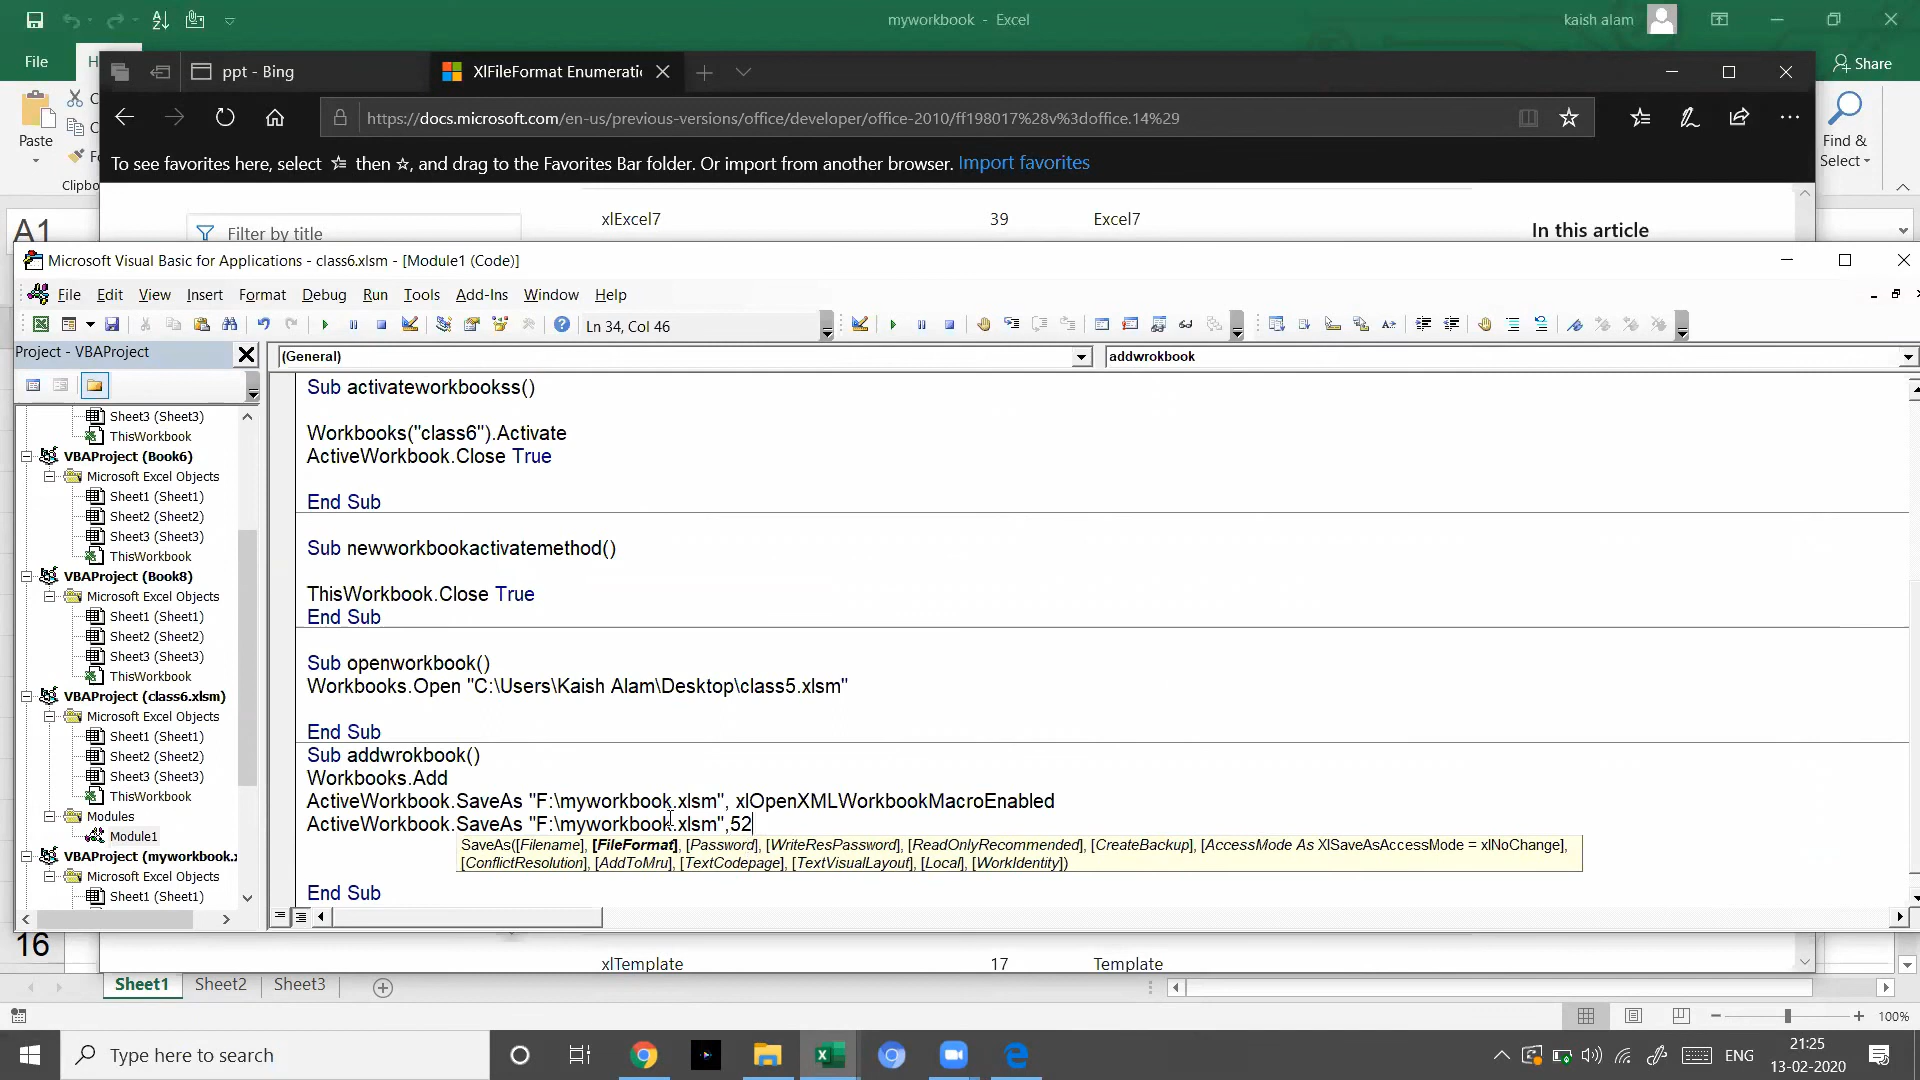 myworkbook - Excel
kaish alam
File
ppt - Bing
XlFileFormat Enumeratio
Share
https://docs.microsoft.com/en-us/previous-versions/office/developer/office-2010/ff198017%28v%3doffice.14%29
Paste
Find &
Select
To see favorites here, select then , and drag to the Favorites Bar folder. Or import from another browser. Import favorites
Clipb
A1
Filter by title
xlExcel7 39 Excel7
In this article
Microsoft Visual Basic for Applications - class6.xlsm - [Module1 (Code)]
File Edit View Insert Format Debug Run Tools Add-Ins Window Help
Ln 34, Col 46
Project - VBAProject
(General)
addwrokbook
Sheet3 (Sheet3)
ThisWorkbook
VBAProject (Book6)
Microsoft Excel Objects
Sheet1 (Sheet1)
Sheet2 (Sheet2)
Sheet3 (Sheet3)
ThisWorkbook
VBAProject (Book8)
Microsoft Excel Objects
Sheet1 (Sheet1)
Sheet2 (Sheet2)
Sheet3 (Sheet3)
ThisWorkbook
VBAProject (class6.xlsm)
Microsoft Excel Objects
Sheet1 (Sheet1)
Sheet2 (Sheet2)
Sheet3 (Sheet3)
ThisWorkbook
Modules
Module1
VBAProject (myworkbook.x
Microsoft Excel Objects
Sheet1 (Sheet1)
Sub activateworkbookss()
Workbooks("class6").Activate
ActiveWorkbook.Close True
End Sub
Sub newworkbookactivatemethod()
ThisWorkbook.Close True
End Sub
Sub openworkbook()
Workbooks.Open "C:\Users\Kaish Alam\Desktop\class5.xlsm"
End Sub
Sub addwrokbook()
Workbooks.Add
ActiveWorkbook.SaveAs "F:\myworkbook.xlsm", xlOpenXMLWorkbookMacroEnabled
ActiveWorkbook.SaveAs "F:\myworkbook.xlsm",52
SaveAs([Filename], [FileFormat], [Password], [WriteResPassword], [ReadOnlyRecommended], [CreateBackup], [AccessMode As XlSaveAsAccessMode = xlNoChange],
[ConflictResolution], [AddToMru], [TextCodepage], [TextVisualLayout], [Local], [WorkIdentity])
End Sub
16
xlTemplate 17 Template
Sheet1 Sheet2 Sheet3
100%
Type here to search
ENG
21:25
13-02-2020